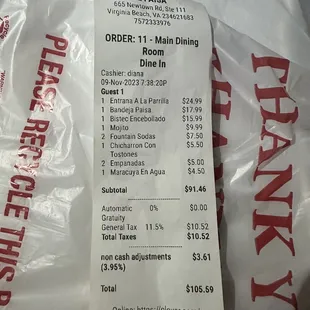 PAISA
665 Newtown Rd, Ste 111
Virginia Beach, VA 234621683
7572333976
ORDER: 11 - Main Dining
Room
Dine In
Cashier: diana
09-Nov-2023 7:38:20P
Guest 1
1 Entrana A La Parrilla $24.99
1 Bandeja Paisa $17.99
1 Bistec Encebollado $15.99
1 Mojito $9.99
2 Fountain Sodas $7.50
1 Chicharron Con $5.50
Tostones
2 Empanadas $5.00
1 Maracuya En Agua $4.50
Subtotal $91.46
Automatic 0% $0.00
Gratuity
General Tax 11.5% $10.52
Total Taxes $10.52
non cash adjustments $3.61
(3.95%)
Total $105.59
PLEASE RECYCLE THIS
THANK